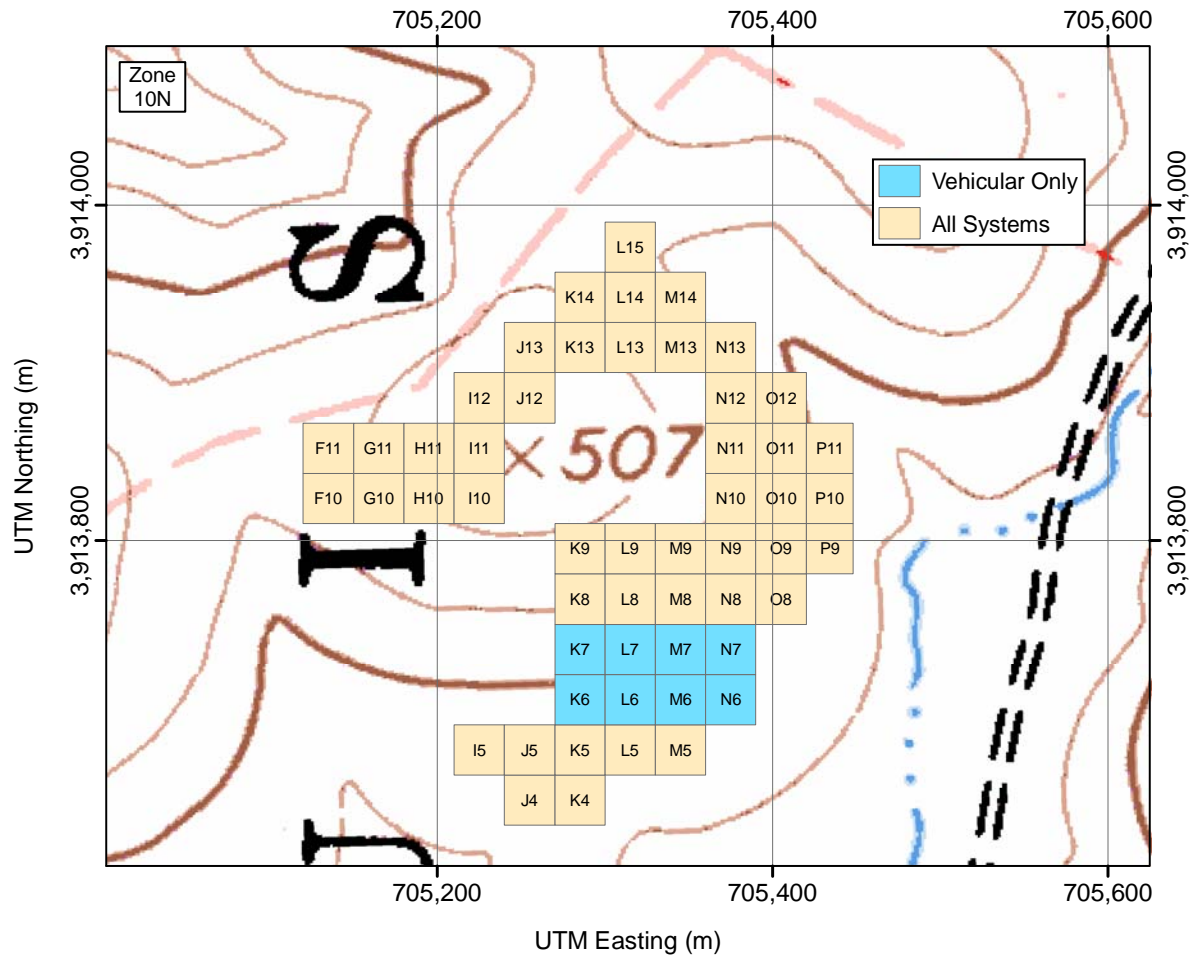 705,200 705,400 705,600
Zone
10N
3,914,000 3,914,000
Vehicular Only
All Systems
S
L15
K14 L14 M14
J13 K13 L13 M13 N13
I12 J12 N12 O12
F11 G11 H11 I11 × 507 N11 O11 P11
F10 G10 H10 I10 N10 O10 P10
3,913,800 3,913,800
K9 L9 M9 N9 O9 P9
I
K8 L8 M8 N8 O8
K7 L7 M7 N7
K6 L6 M6 N6
I5 J5 K5 L5 M5
J4 K4
UTM Northing (m)
705,200 705,400 705,600
UTM Easting (m)